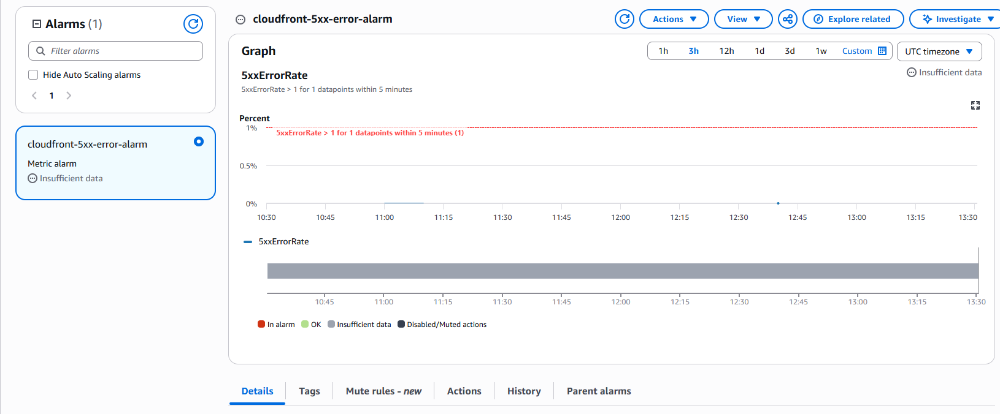 Alarms (1)
Filter alarms
Hide Auto Scaling alarms
1
cloudfront-5xx-error-alarm
Metric alarm
Insufficient data
cloudfront-5xx-error-alarm
Actions
View
Explore related
Investigate
Graph
1h 3h 12h 1d 3d 1w Custom
UTC timezone
5xxErrorRate
Insufficient data
5xxErrorRate > 1 for 1 datapoints within 5 minutes
Percent
1%
5xxErrorRate > 1 for 1 datapoints within 5 minutes (1)
0.5%
0%
10:30 10:45 11:00 11:15 11:30 11:45 12:00 12:15 12:30 12:45 13:00 13:15 13:30
5xxErrorRate
10:45 11:00 11:15 11:30 11:45 12:00 12:15 12:30 12:45 13:00 13:15 13:30
In alarm OK Insufficient data Disabled/Muted actions
Details Tags Mute rules - new Actions History Parent alarms